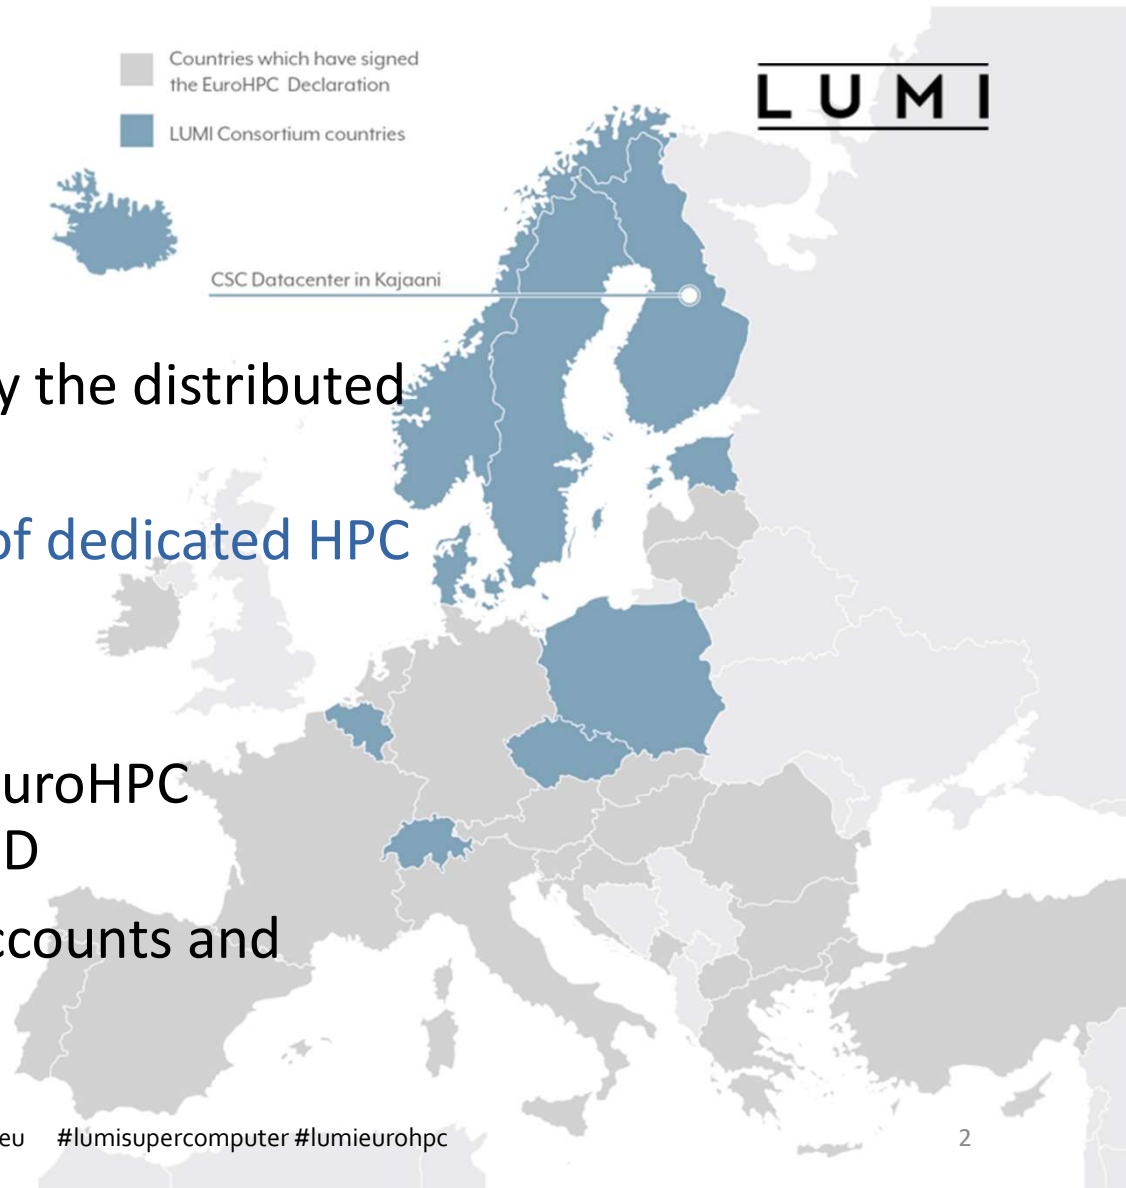 Countries which have signed
the EuroHPC Declaration
LUMI Consortium countries
LUMI
CSC Datacenter in Kajaani
y the distributed
of dedicated HPC
uroHPC
D
ccounts and
eu #lumisupercomputer #lumieurohpc
2